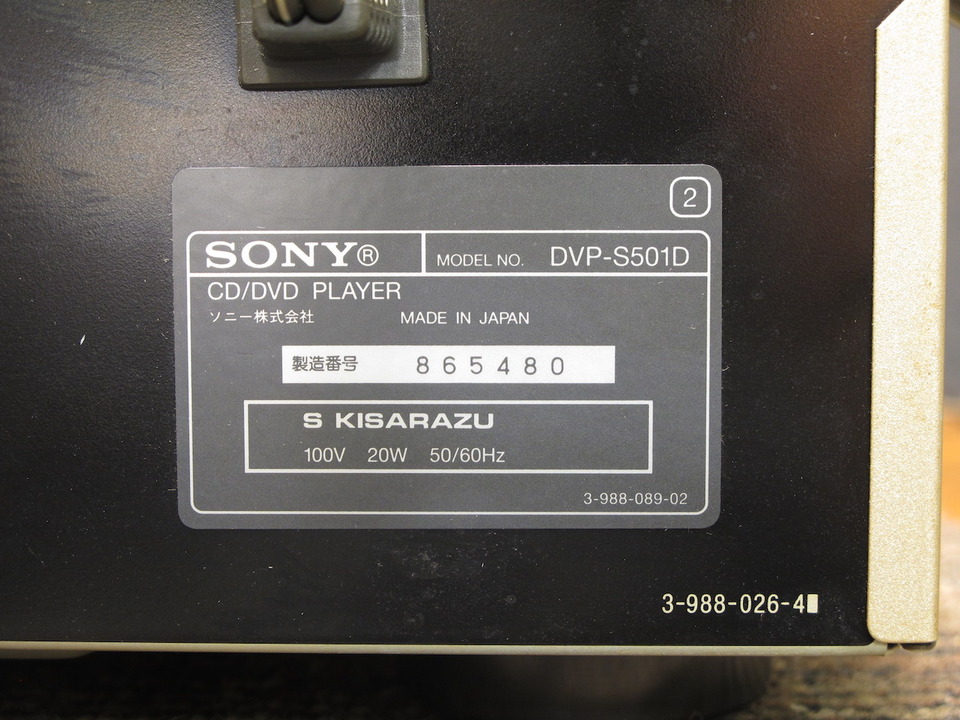 2
SONY® MODEL NO. DVP-S501D
CD/DVD PLAYER
ソニー株式会社 MADE IN JAPAN
製造番号 865480
S KISARAZU
100V 20W 50/60Hz
3-988-089-02
3-988-026-4